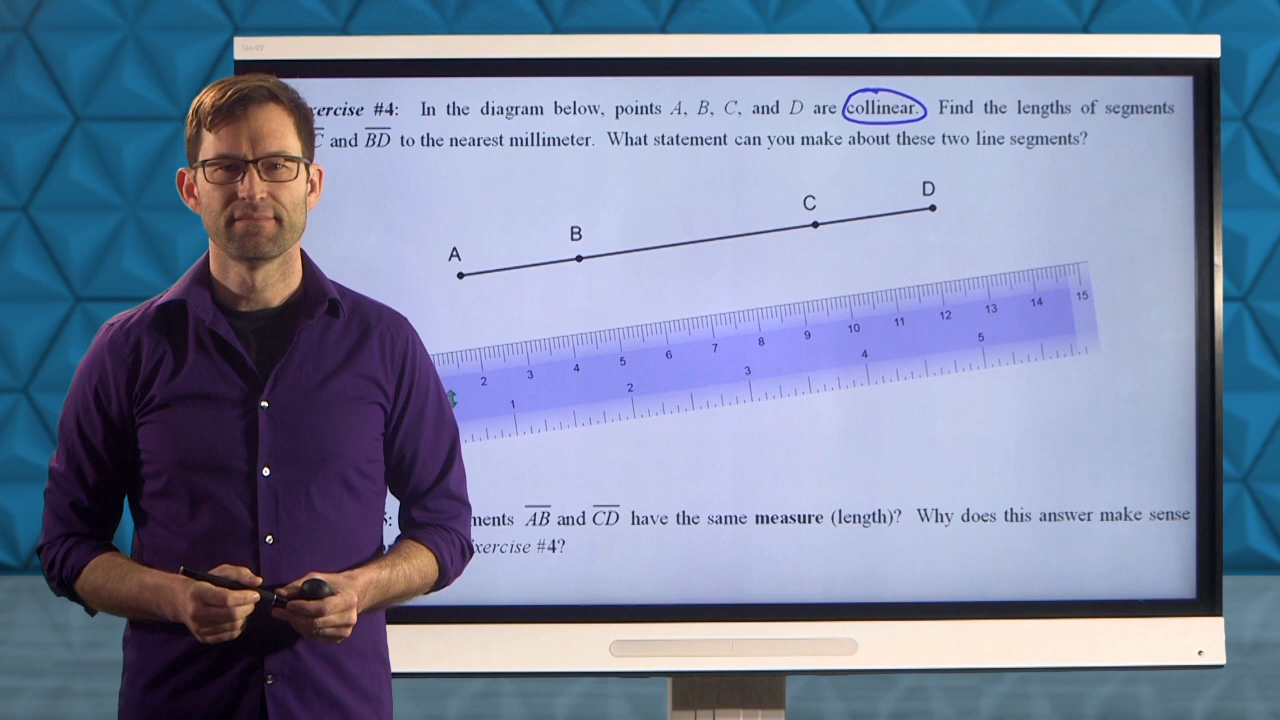 SMART
xercise #4: In the diagram below, points A, B, C, and D are collinear. Find the lengths of segments
C and BD to the nearest millimeter. What statement can you make about these two line segments?
D
C
B
A
2 3 4 5 6 7 8 9 10 11 12 13 14 15
1 2 3 4 5
ments AB and CD have the same measure (length)? Why does this answer make sense
xercise #4?